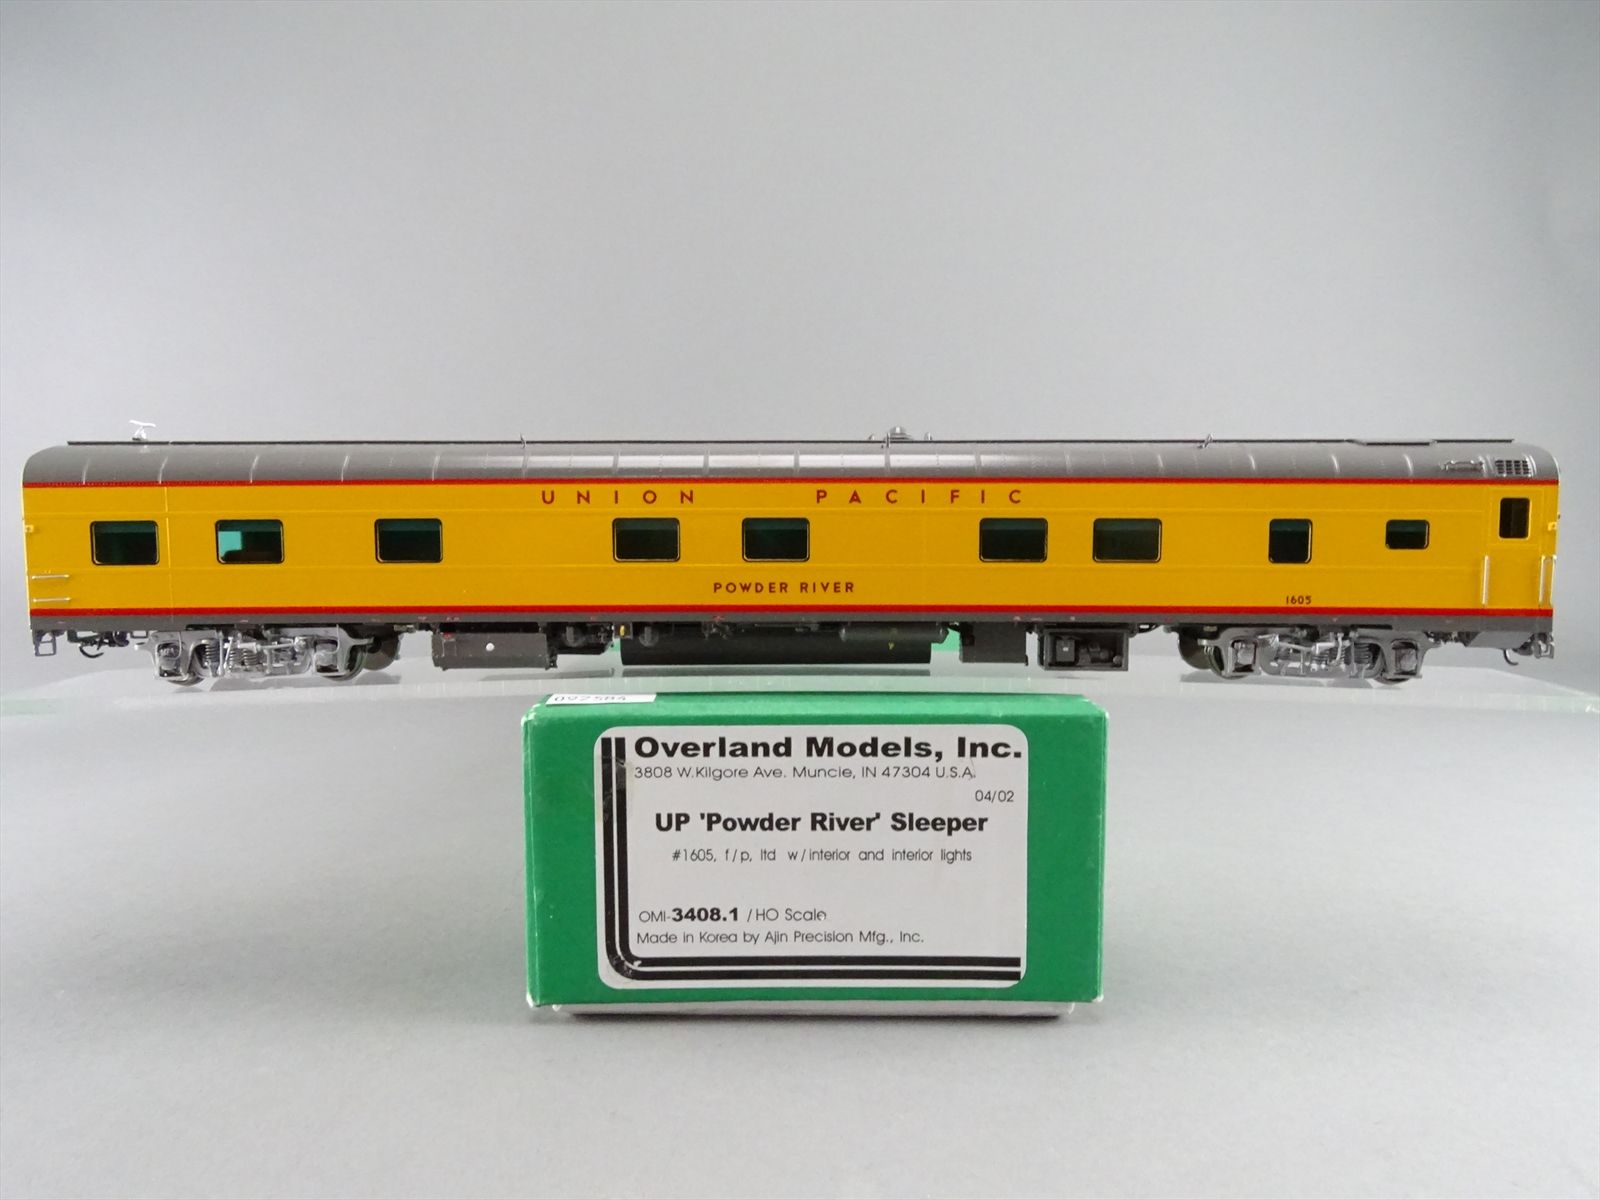 UNION PACIFIC
POWDER RIVER
1605
Overland Models, Inc.
3808 W.Kilgore Ave. Muncie, IN 47304 U.S.A.
04/02
UP 'Powder River' Sleeper
#1605, f/p, ltd w/interior and interior lights
OMI-3408.1 /HO Scale
Made in Korea by Ajin Precision Mfg., Inc.